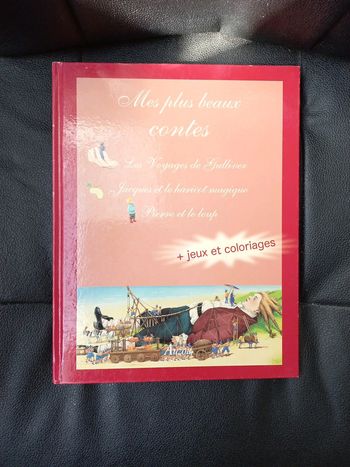 Mes plus beaux
contes
Les Voyages de Gulliver
Jacques et le haricot magique
Pierre et le loup
+ jeux et coloriages